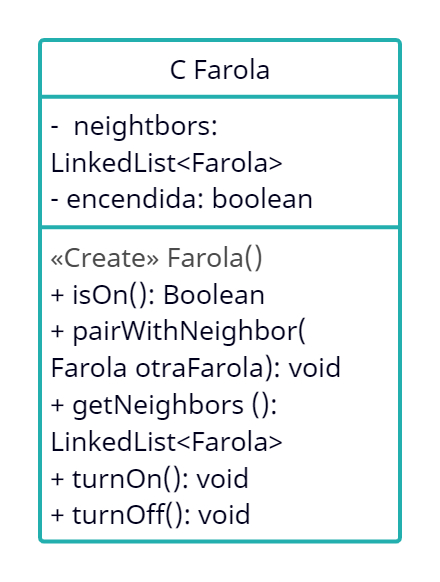 C Farola
- neightbors:
LinkedList<Farola>
- encendida: boolean
«Create» Farola()
+ isOn(): Boolean
+ pairWithNeighbor(
Farola otraFarola): void
+ getNeighbors ():
LinkedList<Farola>
+ turnOn(): void
+ turnOff(): void